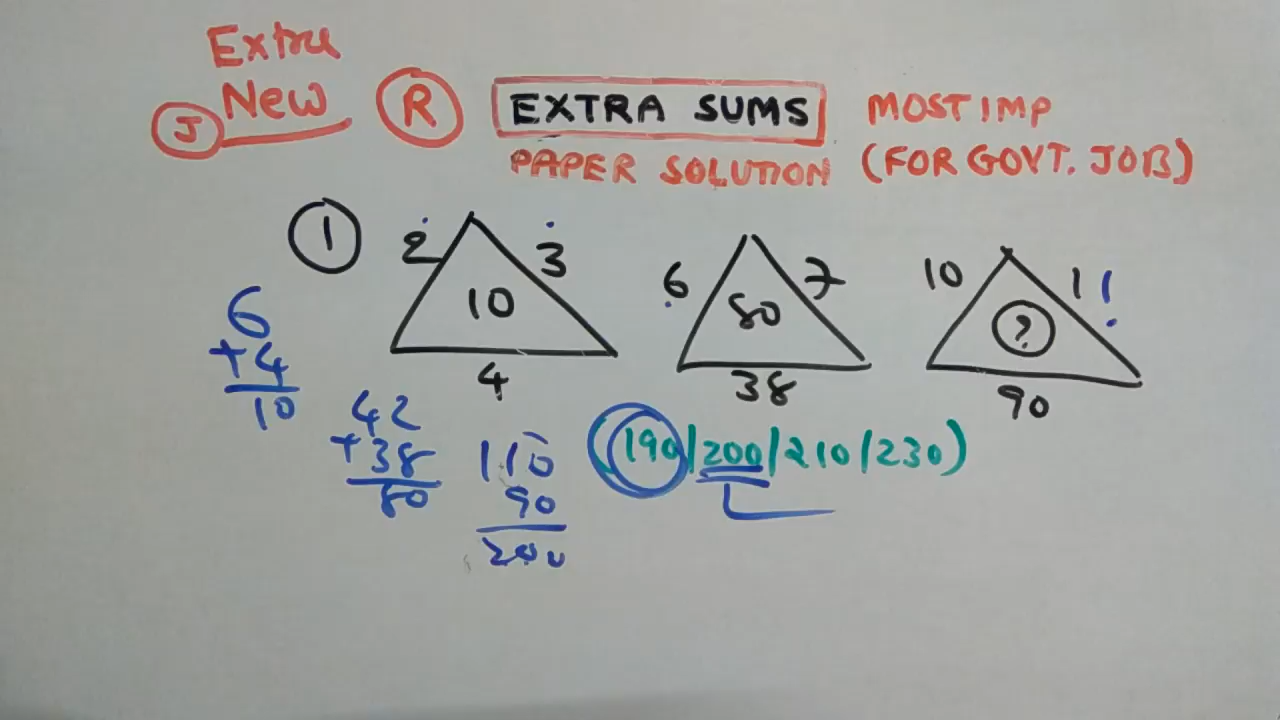 Extra
New
J
R
EXTRA SUMS
MOST IMP
PAPER SOLUTION (FOR GOVT. JOB)
1
2 3
10
4
6 7
80
38
10 11
?
90
6
+4
10
42
+38
80
110
90
200
(190/200/210/230)